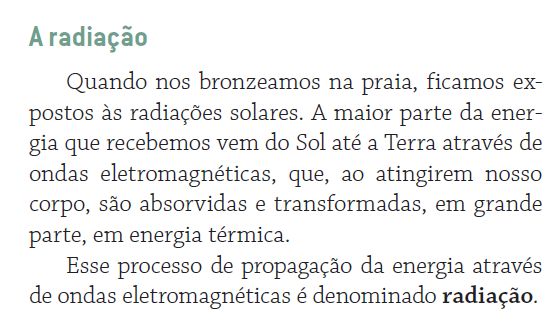 A radiação
Quando nos bronzeamos na praia, ficamos ex-
postos às radiações solares. A maior parte da ener-
gia que recebemos vem do Sol até a Terra através de
ondas eletromagnéticas, que, ao atingirem nosso
corpo, são absorvidas e transformadas, em grande
parte, em energia térmica.
Esse processo de propagação da energia através
de ondas eletromagnéticas é denominado radiação.